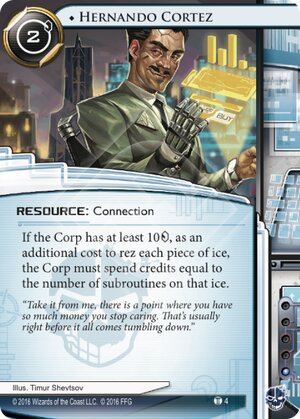 2
♦ HERNANDO CORTEZ
BUY
RESOURCE: Connection
If the Corp has at least 10, as an
additional cost to rez each piece of ice,
the Corp must spend credits equal to
the number of subroutines on that ice.
“Take it from me, there is a point where you have
so much money you stop caring. That's usually
right before it all comes tumbling down.”
Illus. Timur Shevtsov
© 2016 Wizards of the Coast LLC. © 2016 FFG
4